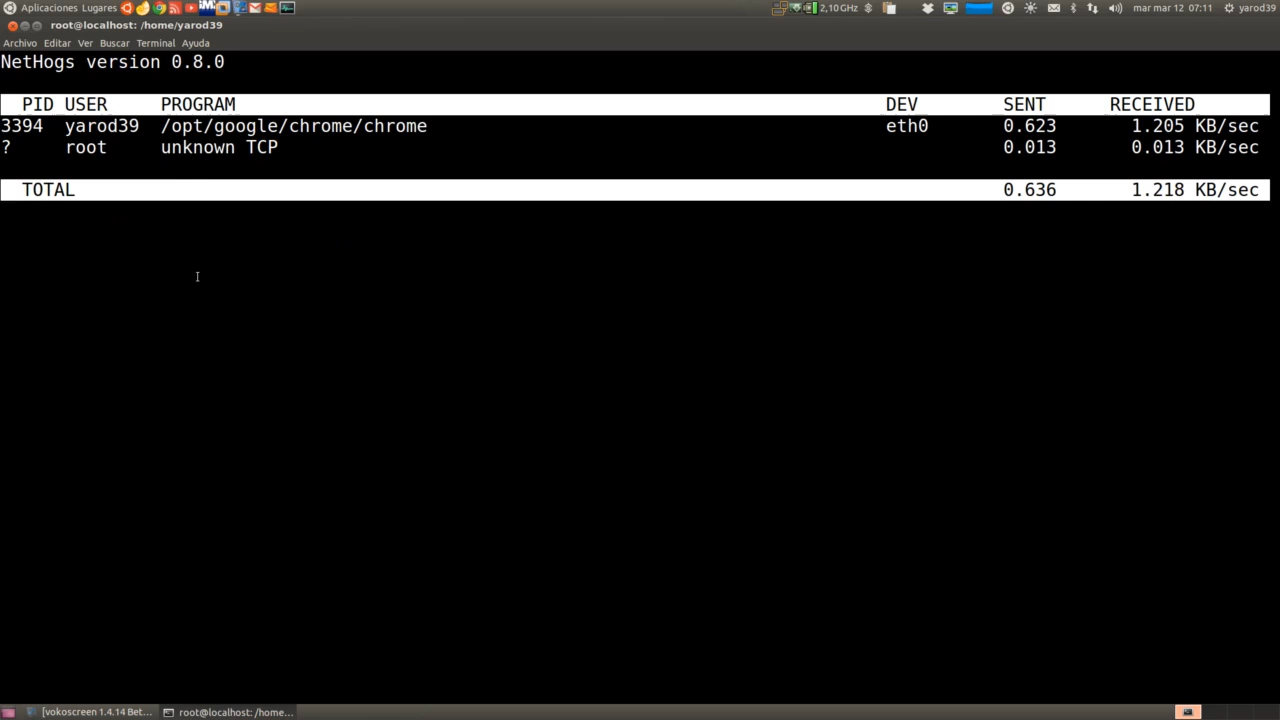 Aplicaciones Lugares 2,10 GHz mar mar 12 07:11 yarod39
root@localhost: /home/yarod39
Archivo Editar Ver Buscar Terminal Ayuda
NetHogs version 0.8.0
PID USER PROGRAM DEV SENT RECEIVED
3394 yarod39 /opt/google/chrome/chrome eth0 0.623 1.205 KB/sec
? root unknown TCP 0.013 0.013 KB/sec
TOTAL 0.636 1.218 KB/sec
[vokoscreen 1.4.14 Bet... root@localhost: /home...